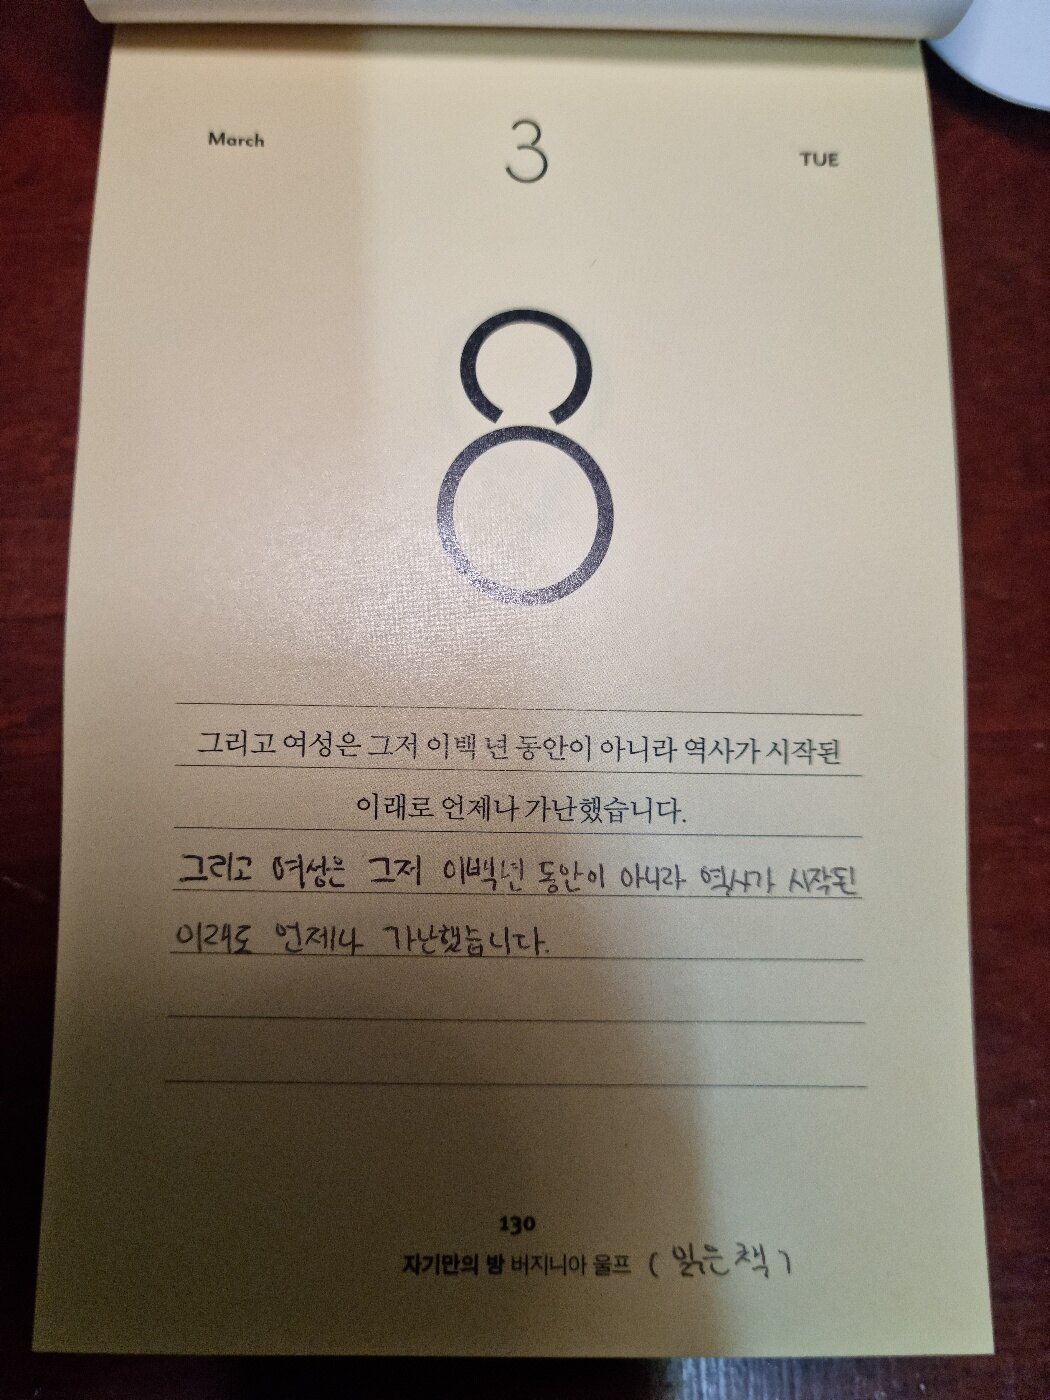 March 3 TUE
8
그리고 여성은 그저 이백 년 동안이 아니라 역사가 시작된
이래로 언제나 가난했습니다.
그리고 여성은 그저 이백년 동안이 아니라 역사가 시작된
이래도 언제나 가난했습니다.
130
자기만의 방 버지니아 울프 (읽은 책)